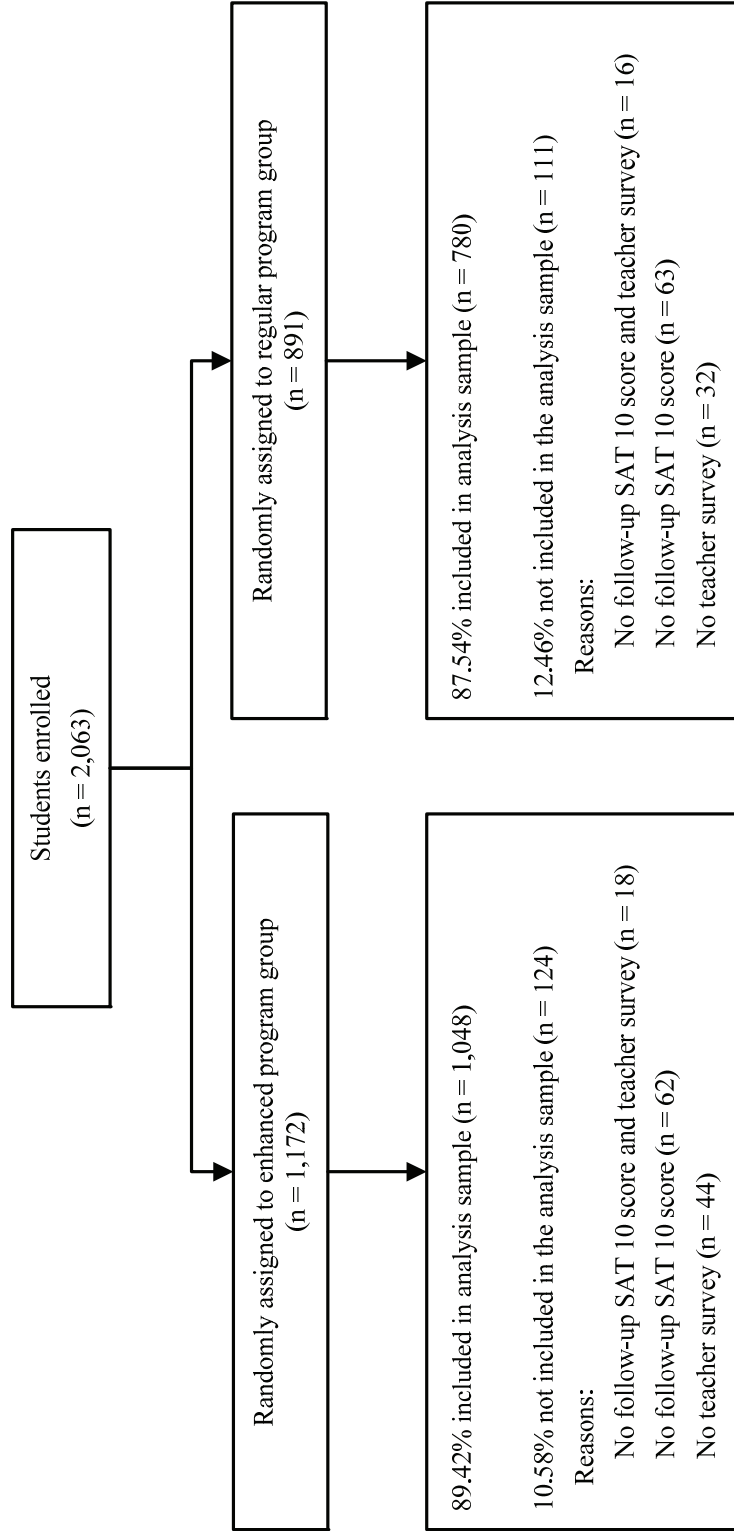 Students enrolled
(n = 2,063)
Randomly assigned to enhanced program group
(n = 1,172)
Randomly assigned to regular program group
(n = 891)
89.42% included in analysis sample (n = 1,048)
10.58% not included in the analysis sample (n = 124)
Reasons:
No follow-up SAT 10 score and teacher survey (n = 18)
No follow-up SAT 10 score (n = 62)
No teacher survey (n = 44)
87.54% included in analysis sample (n = 780)
12.46% not included in the analysis sample (n = 111)
Reasons:
No follow-up SAT 10 score and teacher survey (n = 16)
No follow-up SAT 10 score (n = 63)
No teacher survey (n = 32)